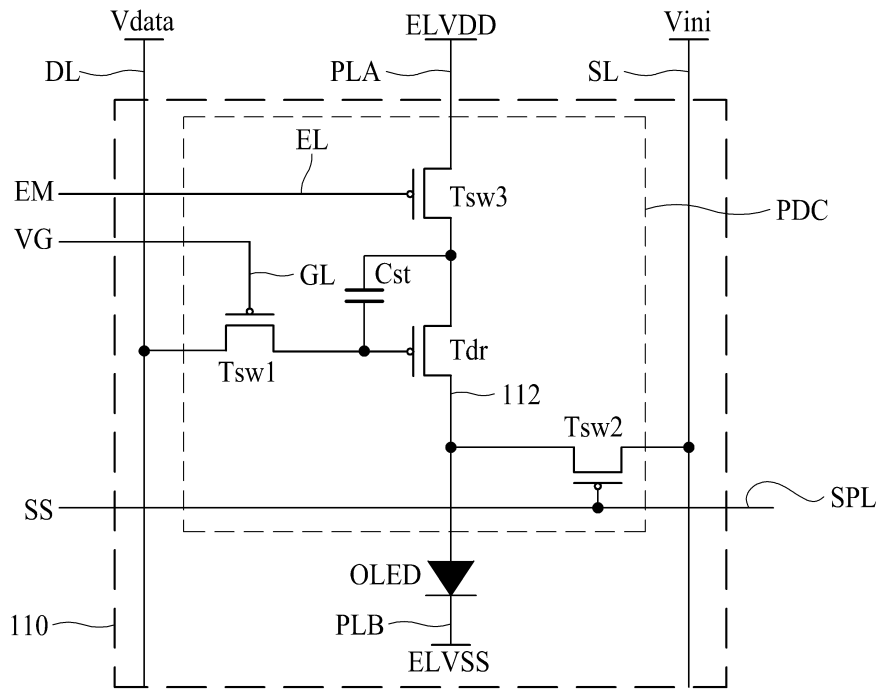 Vdata
ELVDD
Vini
DL
PLA
SL
EL
EM
Tsw3
PDC
VG
GL
Cst
Tdr
Tsw1
112
Tsw2
SS
SPL
OLED
110
PLB
ELVSS